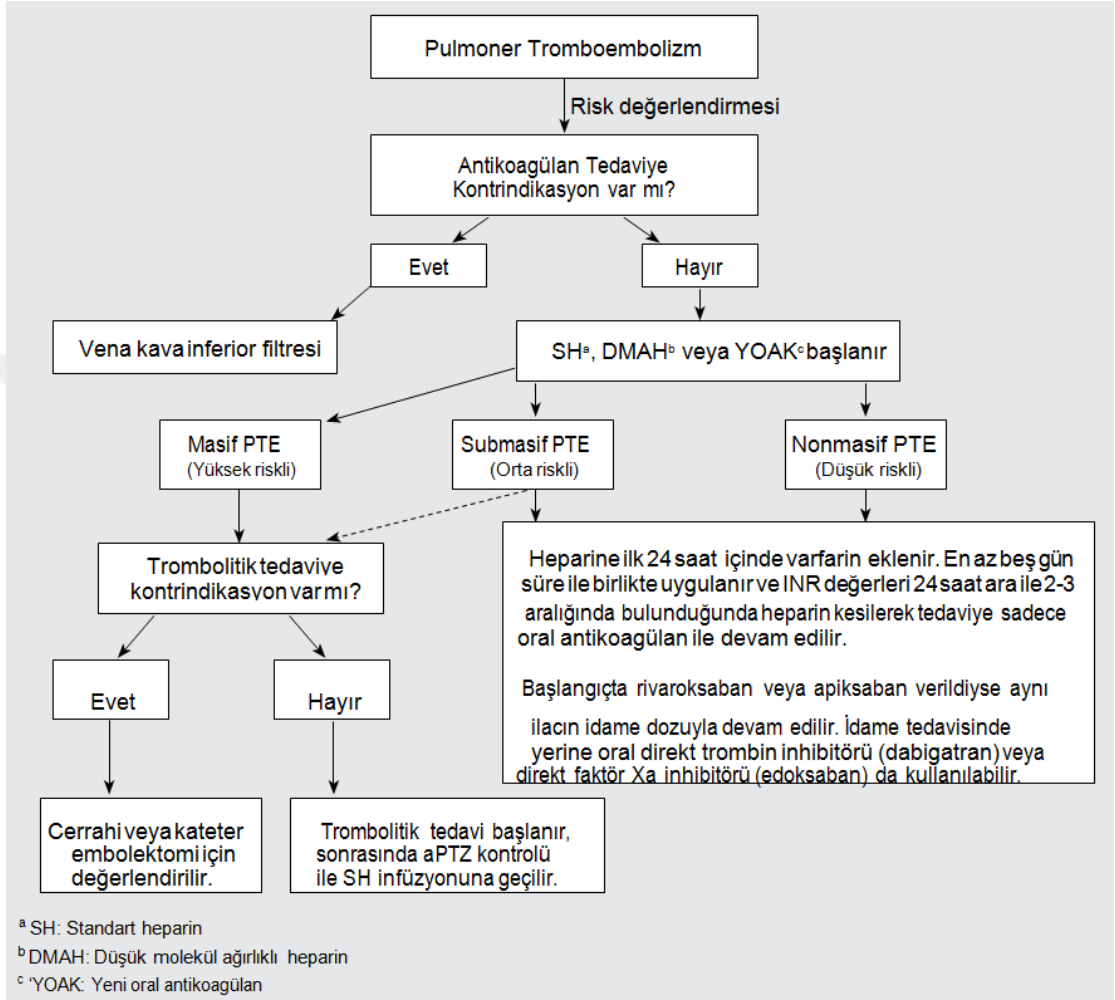 Pulmoner Tromboembolizm
Risk değerlendirmesi
Antikoagülan Tedaviye
Kontrindikasyon var mı?
Evet
Hayır
Vena kava inferior filtresi
SHᵃ, DMAHᵇ veya YOAKᶜ başlanır
Masif PTE
(Yüksek riskli)
Submasif PTE
(Orta riskli)
Nonmasif PTE
(Düşük riskli)
Trombolitik tedaviye
kontrindikasyon var mı?
Heparine ilk 24 saat içinde varfarin eklenir. En az beş gün
süre ile birlikte uygulanır ve INR değerleri 24 saat ara ile 2-3
aralığında bulunduğunda heparin kesilerek tedaviye sadece
oral antikoagülan ile devam edilir.
Başlangıçta rivaroksaban veya apiksaban verildiyse aynı
ilacın idame dozuyla devam edilir. İdame tedavisinde
yerine oral direkt trombin inhibitörü (dabigatran) veya
direkt faktör Xa inhibitörü (edoksaban) da kullanılabilir.
Evet
Hayır
Cerrahi veya kateter
embolektomi için
değerlendirilir.
Trombolitik tedavi başlanır,
sonrasında aPTZ kontrolü
ile SH infüzyonuna geçilir.
ᵃ SH: Standart heparin
ᵇ DMAH: Düşük molekül ağırlıklı heparin
ᶜ 'YOAK: Yeni oral antikoagülan